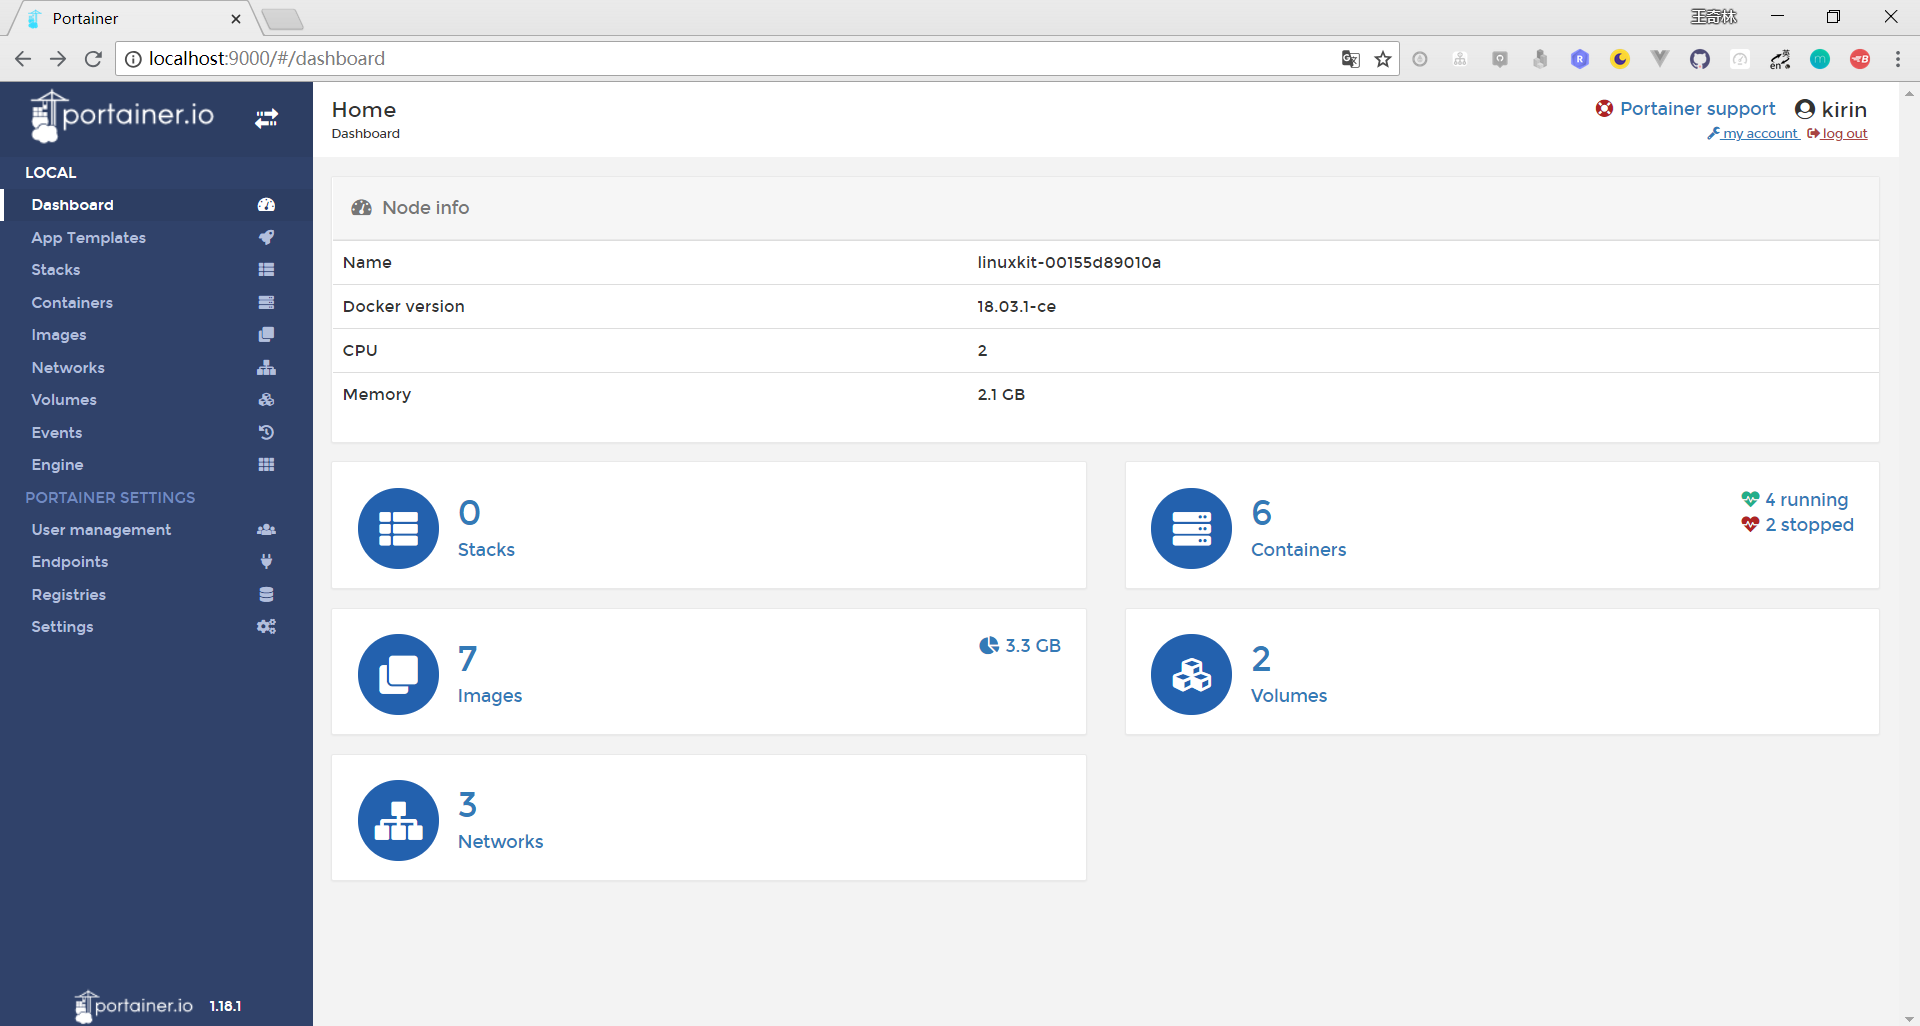 Portainer
王奇林
localhost:9000/#/dashboard
portainer.io
LOCAL
Dashboard
App Templates
Stacks
Containers
Images
Networks
Volumes
Events
Engine
PORTAINER SETTINGS
User management
Endpoints
Registries
Settings
portainer.io 1.18.1
Home
Dashboard
Portainer support kirin
my account log out
Node info
Name linuxkit-00155d89010a
Docker version 18.03.1-ce
CPU 2
Memory 2.1 GB
0
Stacks
6
Containers
4 running
2 stopped
7
Images
3.3 GB
2
Volumes
3
Networks